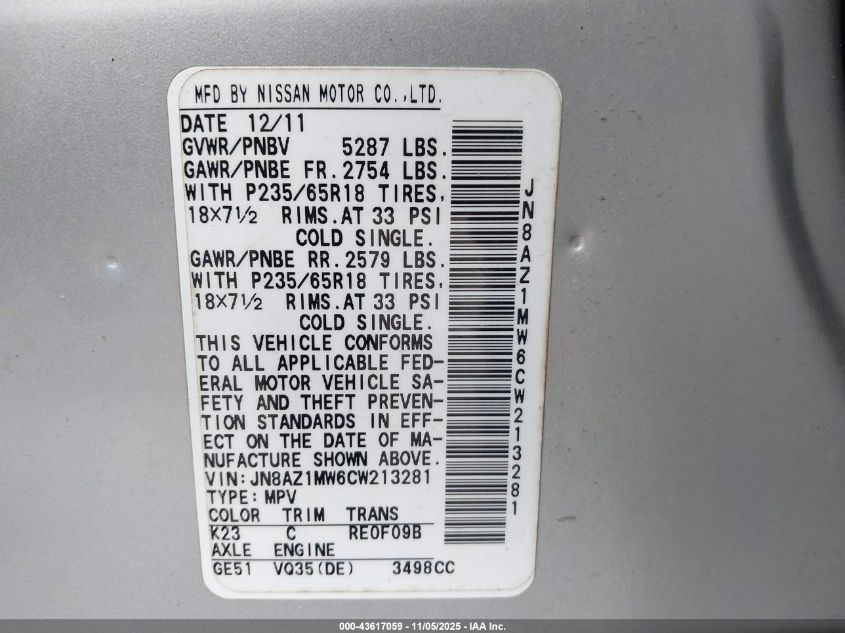 MFD BY NISSAN MOTOR CO.,LTD.
DATE 12/11
GVWR/PNBV 5287 LBS.
GAWR/PNBE FR. 2754 LBS.
WITH P235/65R18 TIRES,
18×7½ RIMS.AT 33 PSI
COLD SINGLE.
GAWR/PNBE RR. 2579 LBS.
WITH P235/65R18 TIRES,
18×7½ RIMS.AT 33 PSI
COLD SINGLE.
THIS VEHICLE CONFORMS
TO ALL APPLICABLE FED-
ERAL MOTOR VEHICLE SA-
FETY AND THEFT PREVEN-
TION STANDARDS IN EFF-
ECT ON THE DATE OF MA-
NUFACTURE SHOWN ABOVE.
VIN:JN8AZ1MW6CW213281
TYPE:MPV
COLOR TRIM TRANS
K23 C RE0F09B
AXLE ENGINE
GE51 VQ35(DE) 3498CC
JN8AZ1MW6CW213281
000-43617059 - 11/05/2025 - IAA Inc.